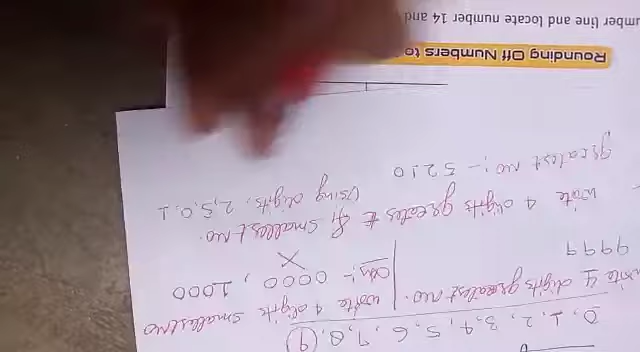 0, 1, 2, 3, 4, 5, 6, 7, 8, 9
Write 4 digits greatest no.
9999
Write 4 digits smallest no
Ans :- 0000, 1000
X
Write 4 digits greates & smallest no.
Using digits. 2, 5, 0, 1
greatest no :- 5210
Rounding Off Numbers to
umber line and locate number 14 and